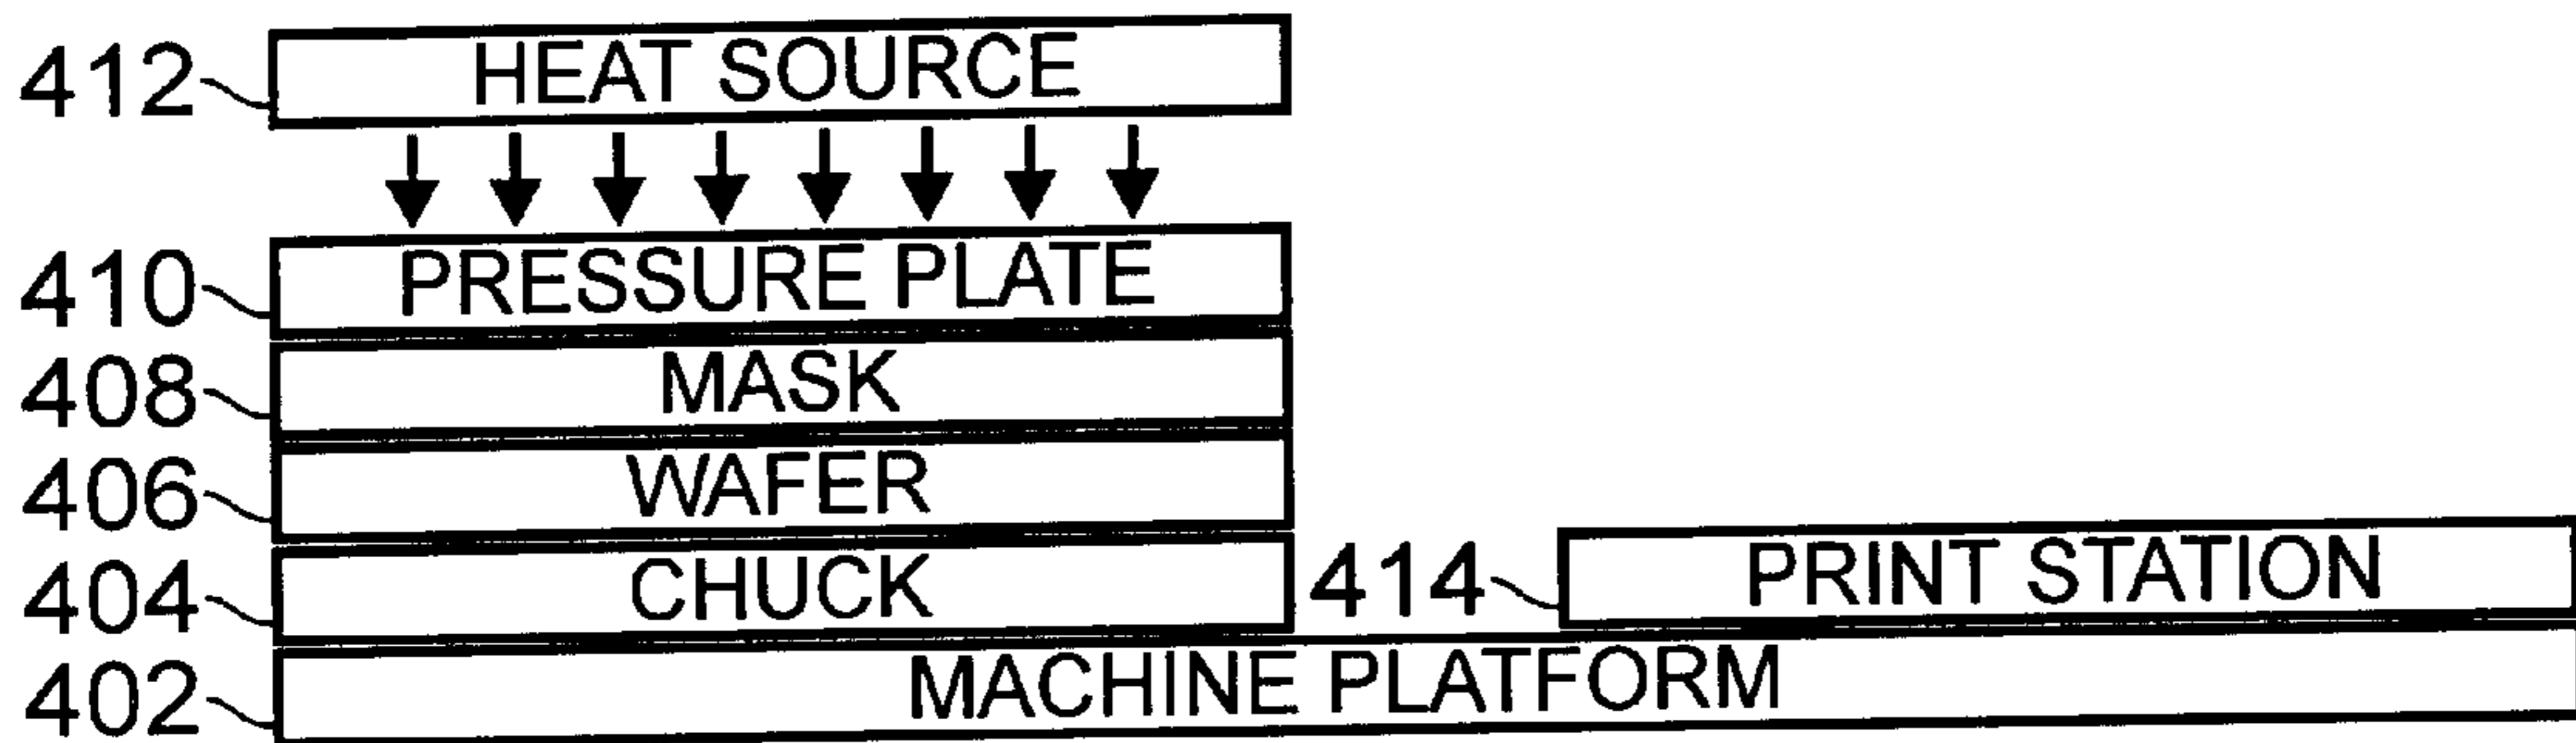 412 HEAT SOURCE
410 PRESSURE PLATE
408 MASK
406 WAFER
404 CHUCK 414 PRINT STATION
402 MACHINE PLATFORM